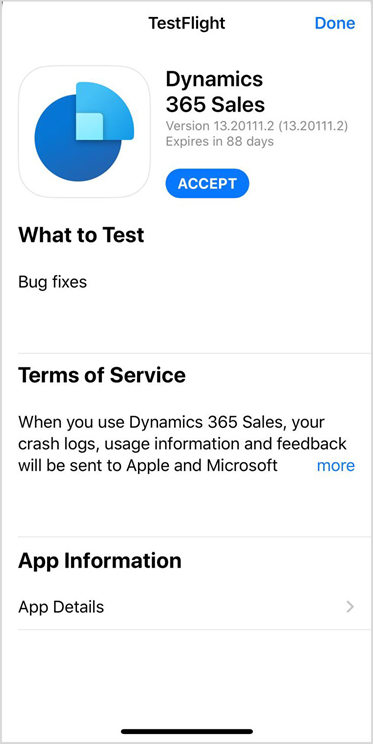 TestFlight
Done
Dynamics
365 Sales
Version 13.20111.2 (13.20111.2)
Expires in 88 days
ACCEPT
What to Test
Bug fixes
Terms of Service
When you use Dynamics 365 Sales, your
crash logs, usage information and feedback
will be sent to Apple and Microsoft more
App Information
App Details